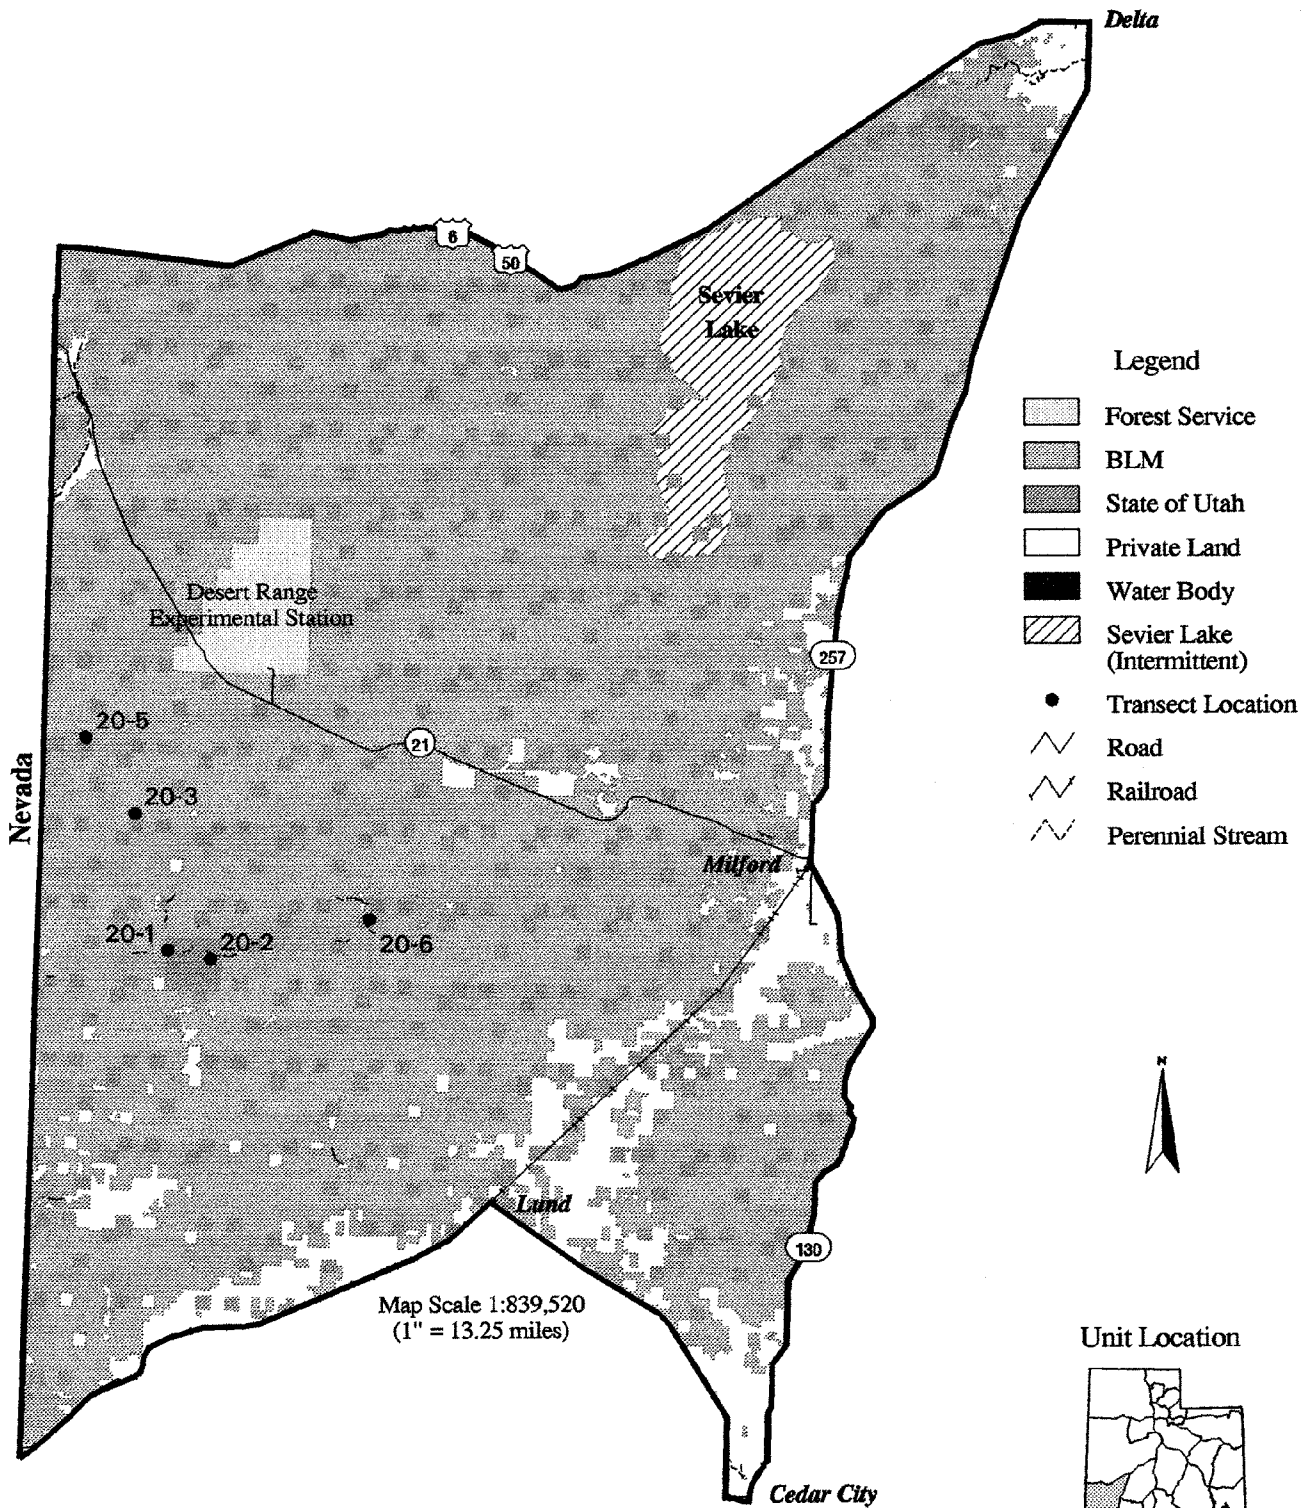 Delta
6
50
Sevier
Lake
Legend
Forest Service
BLM
State of Utah
Private Land
Water Body
Sevier Lake
(Intermittent)
Transect Location
Road
Railroad
Perennial Stream
Desert Range
Experimental Station
257
20-5
21
Nevada
20-3
Milford
20-1
20-2
20-6
N
Lund
130
Map Scale 1:839,520
(1" = 13.25 miles)
Unit Location
Cedar City